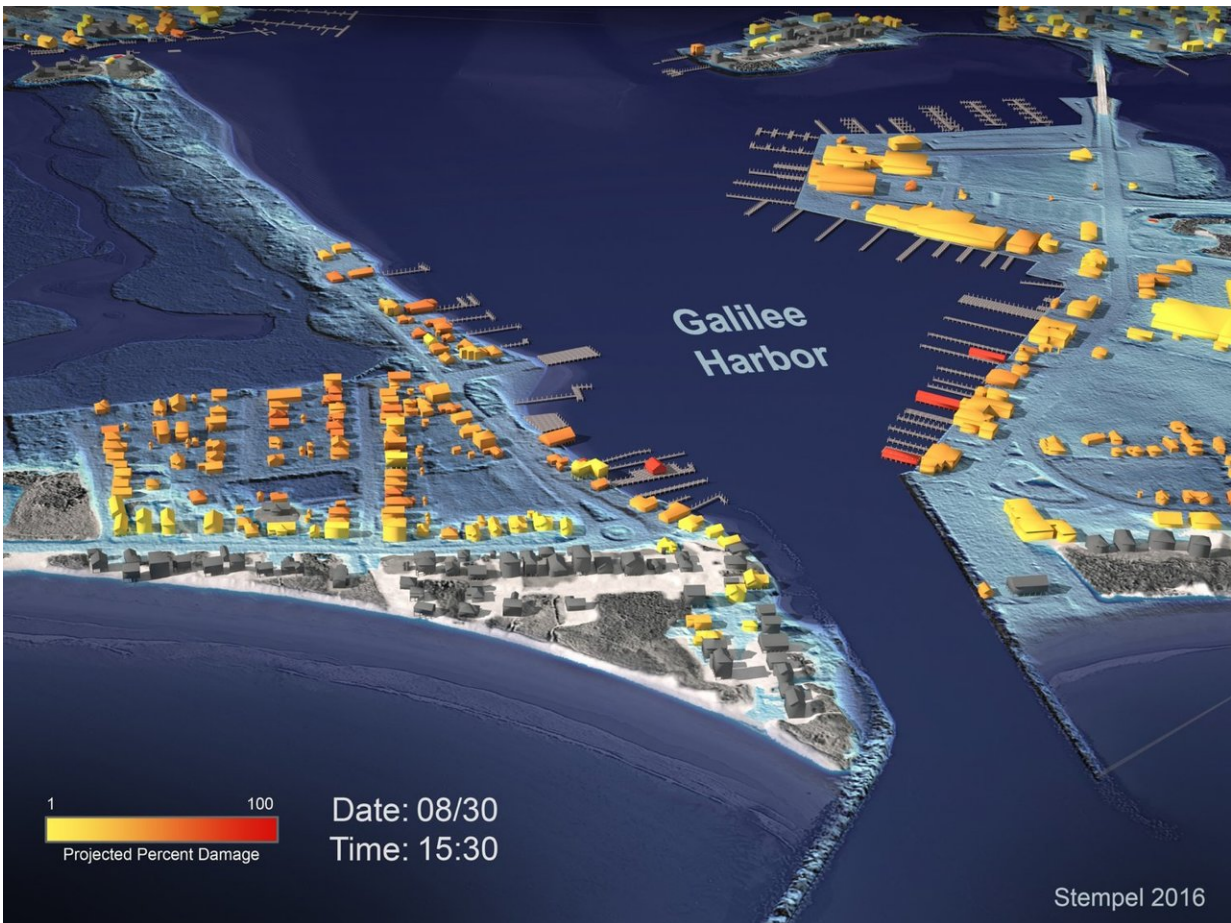 Galilee
Harbor
1 100
Projected Percent Damage
Date: 08/30
Time: 15:30
Stempel 2016